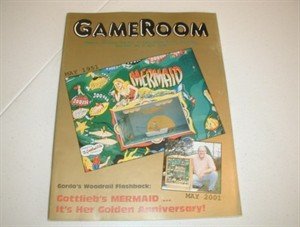 GAMEROOM
MAY 1951
MERMAID
MAY 2001
Gordo's Woodrail Flashback:
Gottlieb's MERMAID ...
It's Her Golden Anniversary!